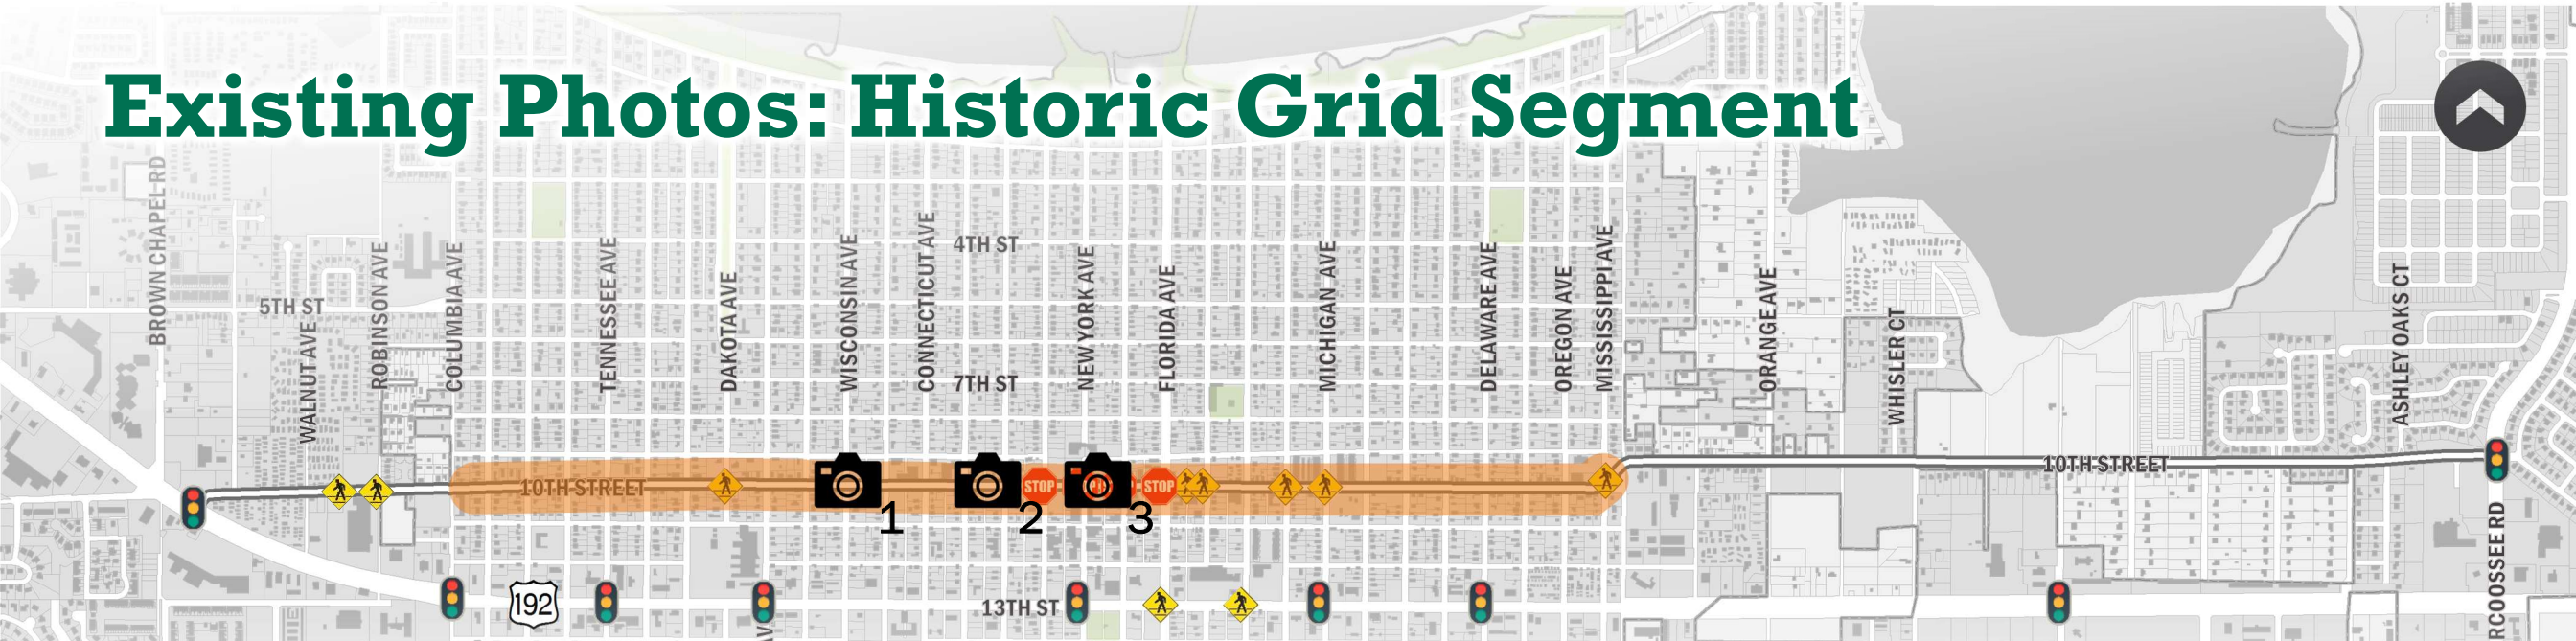 Existing Photos: Historic Grid Segment
BROWN CHAPEL RD
5TH ST
WALNUT AVE
ROBINSON AVE
COLUMBIA AVE
TENNESSEE AVE
DAKOTA AVE
WISCONSIN AVE
CONNECTICUT AVE
4TH ST
7TH ST
NEW YORK AVE
FLORIDA AVE
MICHIGAN AVE
DELAWARE AVE
OREGON AVE
MISSISSIPPI AVE
ORANGE AVE
WHISLER CT
ASHLEY OAKS CT
10TH STREET
STOP
STOP
10TH STREET
1
2
3
192
13TH ST
AV
RCOOSSEE RD